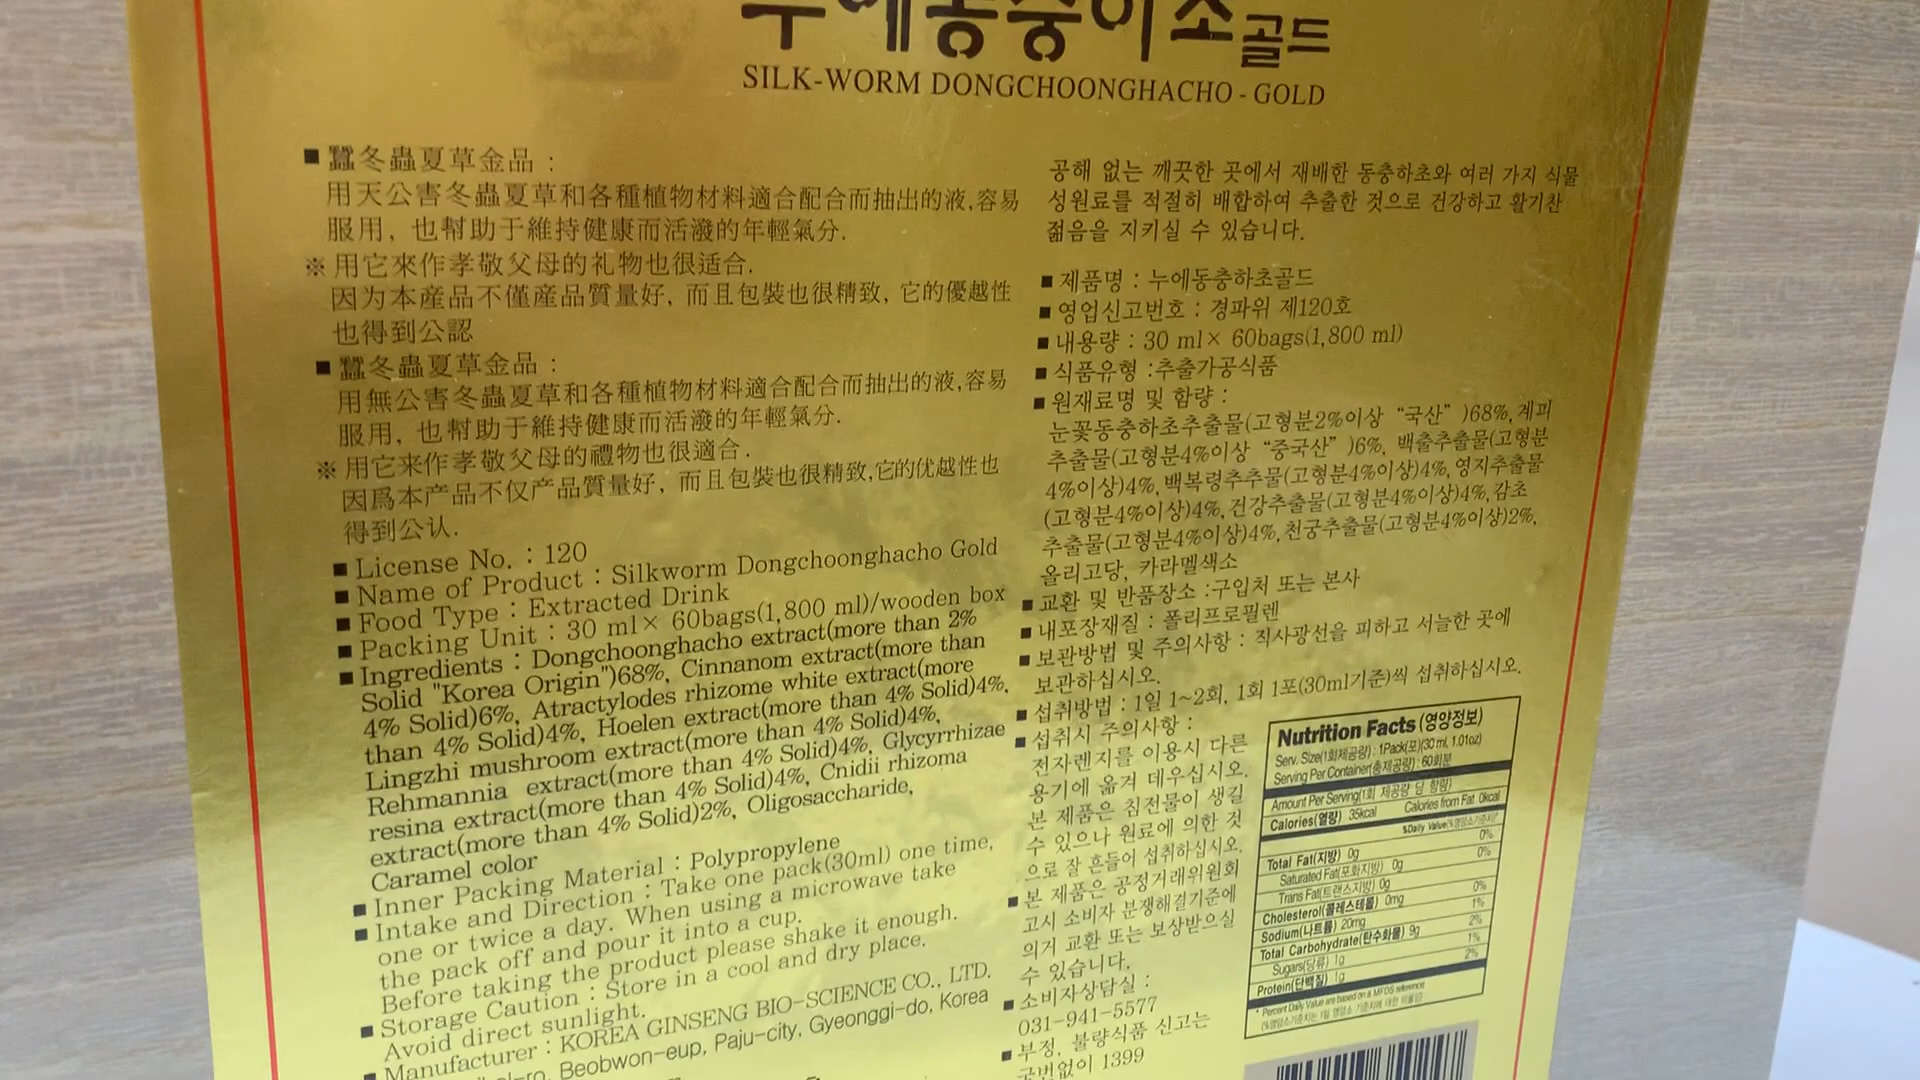 누에동충하초골드
SILK-WORM DONGCHOONGHACHO - GOLD
■ 蠶冬蟲夏草金品 :
用天公害冬蟲夏草和各種植物材料適合配合而抽出的液,容易
服用, 也幫助于維持健康而活潑的年輕氣分.
※ 用它來作孝敬父母的礼物也很适合.
因为本産品不僅産品質量好, 而且包裝也很精致, 它的優越性
也得到公認
■ 蠶冬蟲夏草金品 :
用無公害冬蟲夏草和各種植物材料適合配合而抽出的液,容易
服用, 也幇助于維持健康而活潑的年輕氣分.
※ 用它来作孝敬父母的禮物也很適合.
因爲本产品不仅产品質量好, 而且包裝也很精致,它的优越性也
得到公认.
■ License No. : 120
■ Name of Product : Silkworm Dongchoonghacho Gold
■ Food Type : Extracted Drink
■ Packing Unit : 30 ml× 60bags(1,800 ml)/wooden box
■ Ingredients : Dongchoonghacho extract(more than 2%
Solid "Korea Origin")68%, Cinnanom extract(more than
4% Solid)6%, Atractylodes rhizome white extract(more
than 4% Solid)4%, Hoelen extract(more than 4% Solid)4%,
Lingzhi mushroom extract(more than 4% Solid)4%,
Rehmannia extract(more than 4% Solid)4%, Glycyrrhizae
resina extract(more than 4% Solid)4%, Cnidii rhizoma
extract(more than 4% Solid)2%, Oligosaccharide,
Caramel color
■ Inner Packing Material : Polypropylene
■ Intake and Direction : Take one pack(30ml) one time,
one or twice a day. When using a microwave take
the pack off and pour it into a cup.
Before taking the product please shake it enough.
■ Storage Caution : Store in a cool and dry place.
Avoid direct sunlight.
■ Manufacturer : KOREA GINSENG BIO-SCIENCE CO., LTD.
Beobwon-eup, Paju-city, Gyeonggi-do, Korea
공해 없는 깨끗한 곳에서 재배한 동충하초와 여러 가지 식물
성원료를 적절히 배합하여 추출한 것으로 건강하고 활기찬
젊음을 지키실 수 있습니다.
■ 제품명 : 누에동충하초골드
■ 영업신고번호 : 경파위 제120호
■ 내용량 : 30 ml× 60bags(1,800 ml)
■ 식품유형 :추출가공식품
■ 원재료명 및 함량 :
눈꽃동충하초추출물(고형분2%이상 “국산” )68%, 계피
추출물(고형분4%이상 “중국산” )6%, 백출추출물(고형분
4%이상)4%, 백복령추추물(고형분4%이상)4%, 영지추출물
(고형분4%이상)4%, 건강추출물(고형분4%이상)4%, 감초
추출물(고형분4%이상)4%, 천궁추출물(고형분4%이상)2%,
올리고당, 카라멜색소
■ 교환 및 반품장소 :구입처 또는 본사
■ 내포장재질 : 폴리프로필렌
■ 보관방법 및 주의사항 : 직사광선을 피하고 서늘한 곳에
보관하십시오.
■ 섭취방법 : 1일 1~2회, 1회 1포(30ml기준)씩 섭취하십시오.
■ 섭취시 주의사항 :
전자렌지를 이용시 다른
용기에 옮겨 데우십시오.
본 제품은 침전물이 생길
수 있으나 원료에 의한 것
으로 잘 흔들어 섭취하십시오.
■ 본 제품은 공정거래위원회
고시 소비자 분쟁해결기준에
의거 교환 또는 보상받으실
수 있습니다.
■ 소비자상담실 :
031-941-5577
■ 부정, 불량식품 신고는
국번없이 1399
Nutrition Facts (영양정보)
Serv. Size(1회제공량) : 1Pack(포)(30 ml, 1.01oz)
Serving Per Container(총제공량) : 60회분
Amount Per Serving(1회 제공량 당 함량)
Calories(열량) 35kcal Calories from Fat 0kcal
%Daily Value(%영양소기준치)*
Total Fat(지방) 0g 0%
Saturated Fat(포화지방) 0g 0%
Trans Fat(트랜스지방) 0g
Cholesterol(콜레스테롤) 0mg 0%
Sodium(나트륨) 20mg 1%
Total Carbohydrate(탄수화물) 9g 2%
Sugars(당류) 1g 1%
Protein(단백질) 1g 2%
* Percent Daily Value are based on a MFDS reference
(%영양소기준치는 1일 영양소 기준치에 대한 비율임)